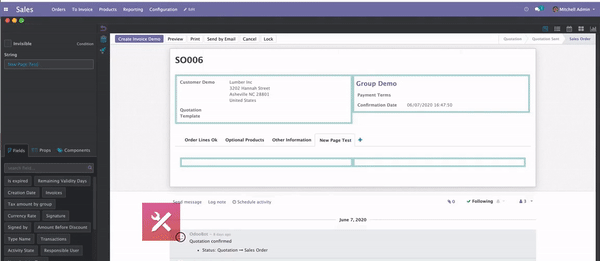 Sales Orders To Invoice Products Reporting Configuration Edit Mitchell Admin
Invisible Condition
String
New Page Test
Fields Props Components
Is expired Remaining Validity Days
Creation Date Invoices
Tax amount by group
Currency Rate Signature
Signed by Amount Before Discount
Type Name Transactions
Activity State Responsible User
Create Invoice Demo Preview Print Send by Email Cancel Lock Quotation Quotation Sent Sales Order
SO006
Customer Demo Lumber Inc
3202 Hannah Street
Asheville NC 28801
United States
Quotation
Template
Group Demo
Payment Terms
Confirmation Date 06/07/2020 16:47:50
Order Lines Ok Optional Products Other Information New Page Test +
Send message Log note Schedule activity 0 Following 1
June 7, 2020
OdooBot - 4 hours ago
Quotation confirmed
• Status: Quotation → Sales Order